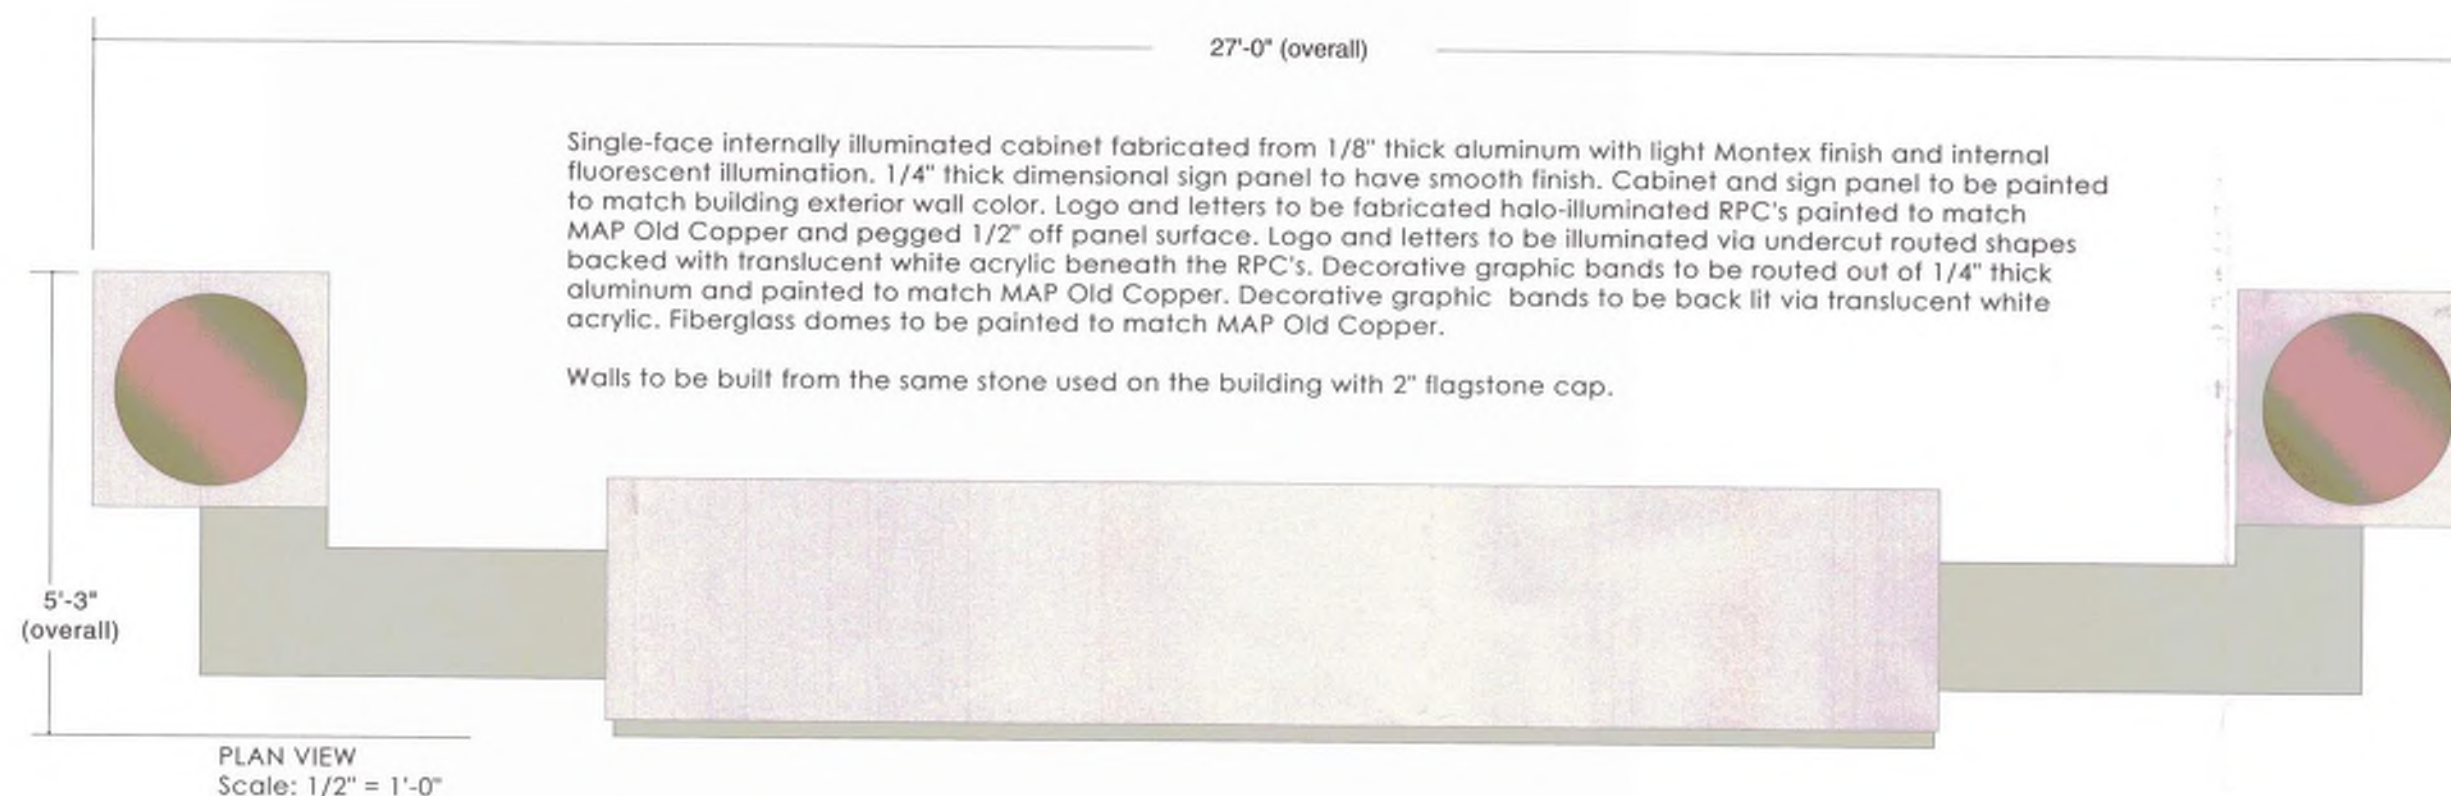 27'-0" (overall)
Single-face internally illuminated cabinet fabricated from 1/8" thick aluminum with light Montex finish and internal
fluorescent illumination. 1/4" thick dimensional sign panel to have smooth finish. Cabinet and sign panel to be painted
to match building exterior wall color. Logo and letters to be fabricated halo-illuminated RPC's painted to match
MAP Old Copper and pegged 1/2" off panel surface. Logo and letters to be illuminated via undercut routed shapes
backed with translucent white acrylic beneath the RPC's. Decorative graphic bands to be routed out of 1/4" thick
aluminum and painted to match MAP Old Copper. Decorative graphic  bands to be back lit via translucent white
acrylic. Fiberglass domes to be painted to match MAP Old Copper.
Walls to be built from the same stone used on the building with 2" flagstone cap.
5'-3"
(overall)
PLAN VIEW
Scale: 1/2" = 1'-0"